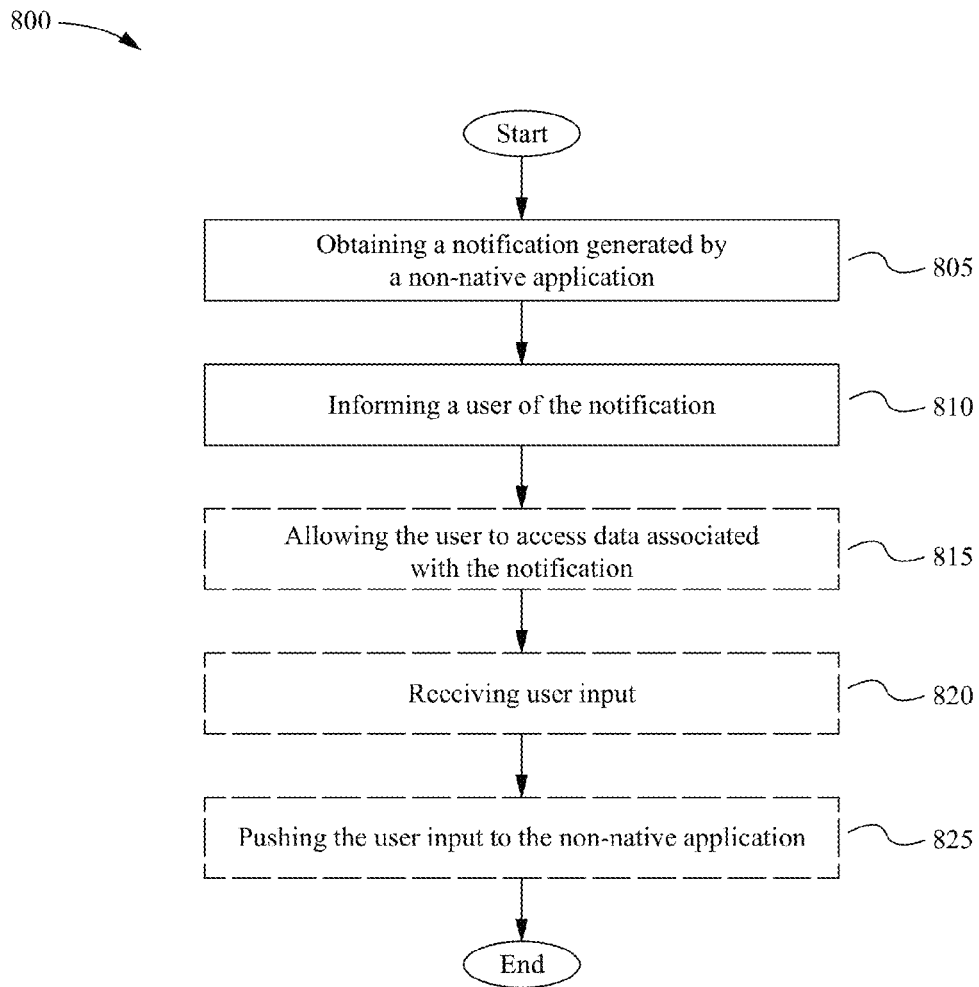 800
Start
Obtaining a notification generated by
a non-native application
805
Informing a user of the notification
810
Allowing the user to access data associated
with the notification
815
Receiving user input
820
Pushing the user input to the non-native application
825
End